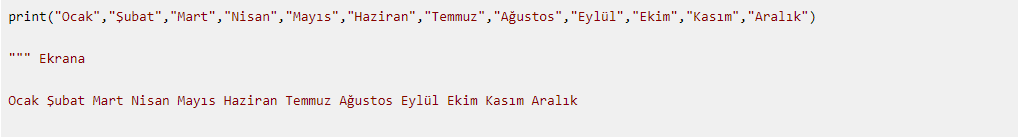 print("Ocak","Şubat","Mart","Nisan","Mayıs","Haziran","Temmuz","Ağustos","Eylül","Ekim","Kasım","Aralık")
""" Ekrana
Ocak Şubat Mart Nisan Mayıs Haziran Temmuz Ağustos Eylül Ekim Kasım Aralık